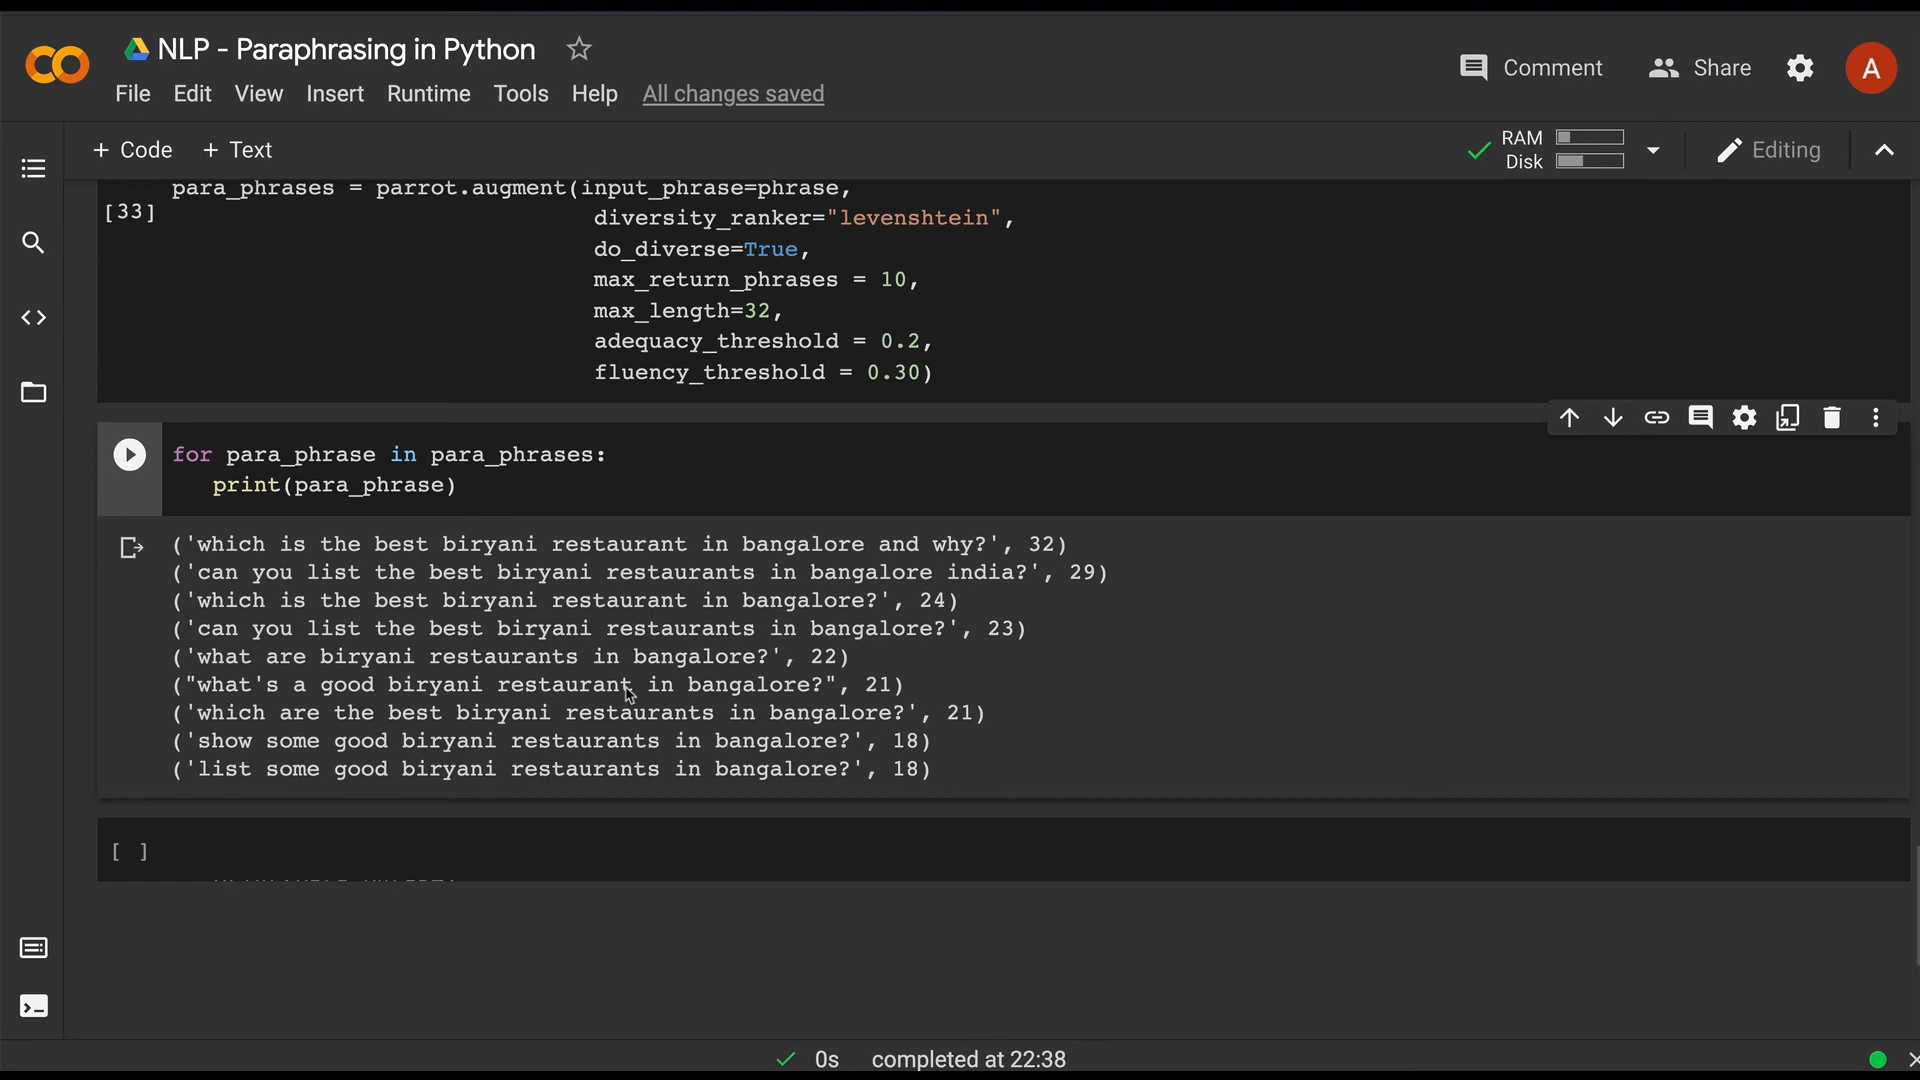 NLP - Paraphrasing in Python
Comment
Share
A
File Edit View Insert Runtime Tools Help All changes saved
+ Code + Text
RAM
Disk
Editing
para_phrases = parrot.augment(input_phrase=phrase,
[33]
diversity_ranker="levenshtein",
do_diverse=True,
max_return_phrases = 10,
max_length=32,
adequacy_threshold = 0.2,
fluency_threshold = 0.30)
for para_phrase in para_phrases:
print(para_phrase)
('which is the best biryani restaurant in bangalore and why?', 32)
('can you list the best biryani restaurants in bangalore india?', 29)
('which is the best biryani restaurant in bangalore?', 24)
('can you list the best biryani restaurants in bangalore?', 23)
('what are biryani restaurants in bangalore?', 22)
("what's a good biryani restaurant in bangalore?", 21)
('which are the best biryani restaurants in bangalore?', 21)
('show some good biryani restaurants in bangalore?', 18)
('list some good biryani restaurants in bangalore?', 18)
[ ]
0s completed at 22:38